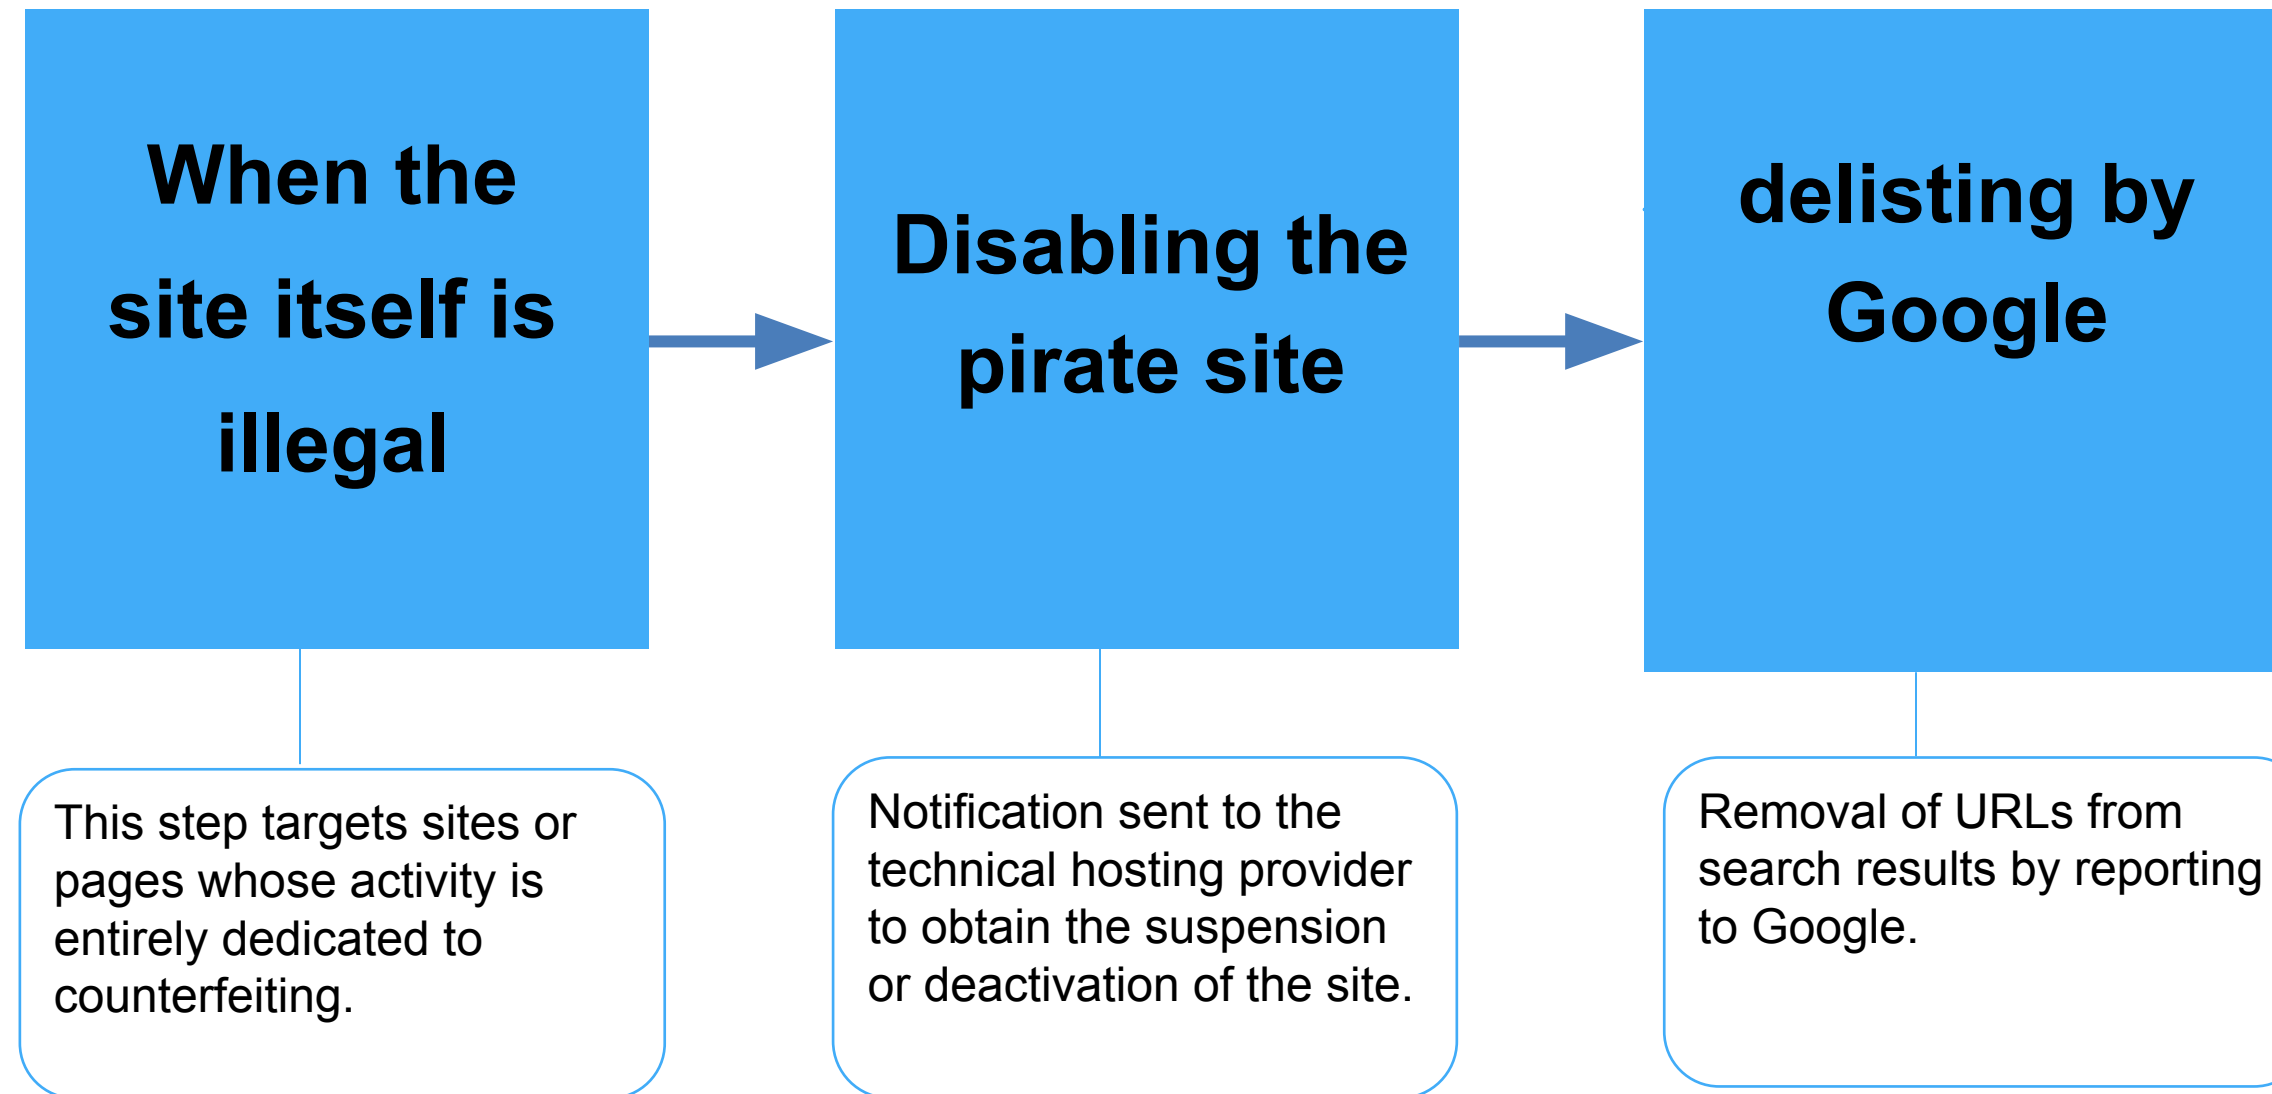 When the
site itself is
illegal
Disabling the
pirate site
delisting by
Google
This step targets sites or
pages whose activity is
entirely dedicated to
counterfeiting.
Notification sent to the
technical hosting provider
to obtain the suspension
or deactivation of the site.
Removal of URLs from
search results by reporting
to Google.